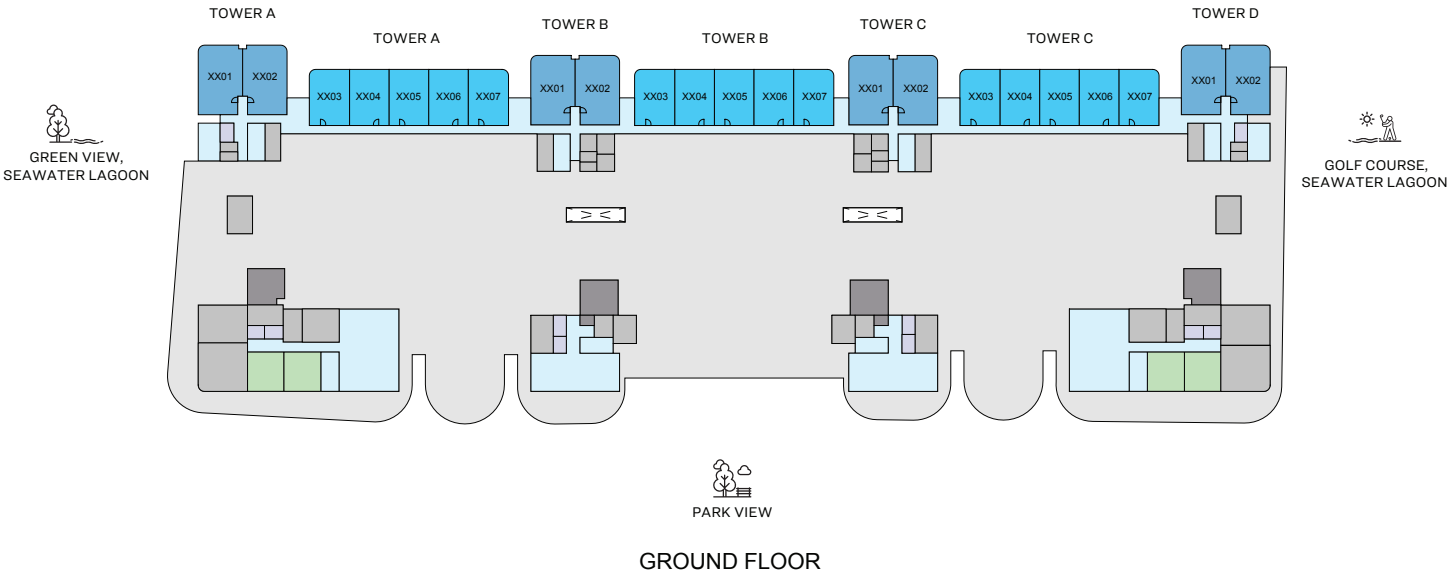 TOWER A
TOWER A
TOWER B
TOWER B
TOWER C
TOWER C
TOWER D
XX01 XX02
XX03 XX04 XX05 XX06 XX07
XX01 XX02
XX03 XX04 XX05 XX06 XX07
XX01 XX02
XX03 XX04 XX05 XX06 XX07
XX01 XX02
GREEN VIEW,
SEAWATER LAGOON
GOLF COURSE,
SEAWATER LAGOON
PARK VIEW
GROUND FLOOR